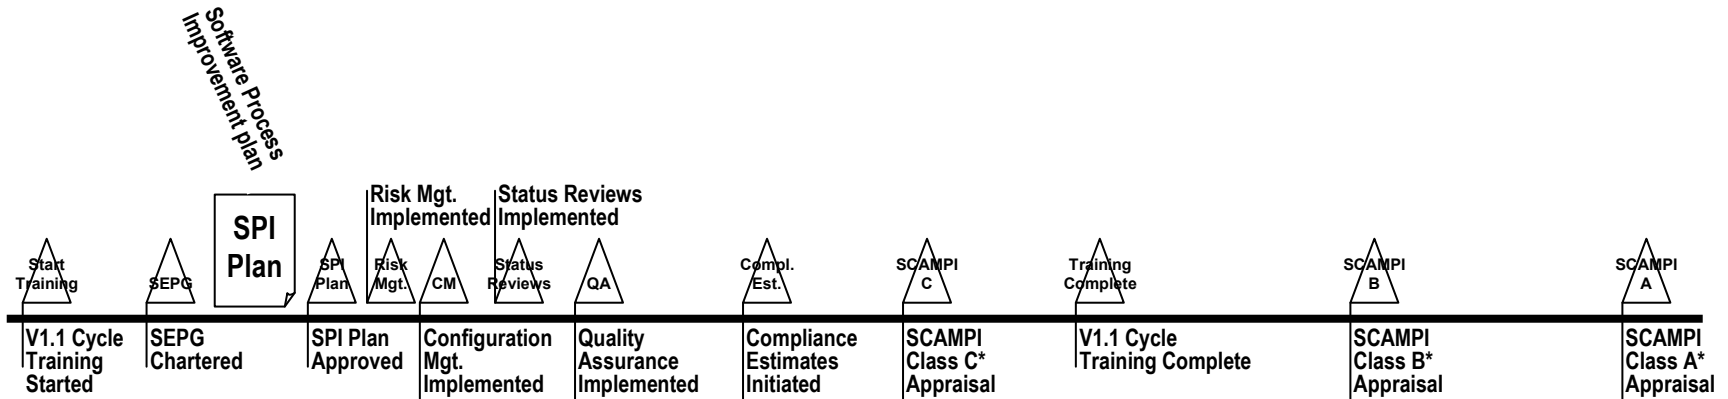 Software Process
Improvement plan
SPI
Plan
Risk Mgt.
Implemented
Status Reviews
Implemented
Start
Training
SEPG
SPI
Plan
Risk
Mgt.
CM
Status
Reviews
QA
Compl.
Est.
SCAMPI
C
Training
Complete
SCAMPI
B
SCAMPI
A
V1.1 Cycle
Training
Started
SEPG
Chartered
SPI Plan
Approved
Configuration
Mgt.
Implemented
Quality
Assurance
Implemented
Compliance
Estimates
Initiated
SCAMPI
Class C*
Appraisal
V1.1 Cycle
Training Complete
SCAMPI
Class B*
Appraisal
SCAMPI
Class A*
Appraisal